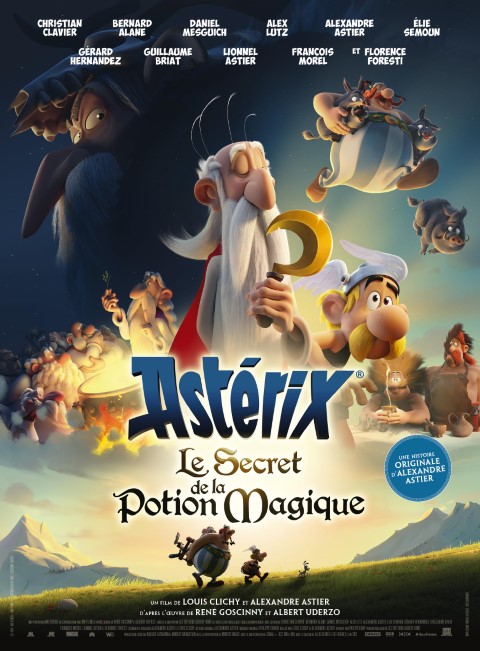 CHRISTIAN CLAVIER
BERNARD ALANE
DANIEL MESGUICH
ALEX LUTZ
ALEXANDRE ASTIER
ÉLIE SEMOUN
GÉRARD HERNANDEZ
GUILLAUME BRIAT
LIONNEL ASTIER
FRANÇOIS MOREL
ET FLORENCE FORESTI
Astérix®
Le Secret
de la
Potion Magique
UNE HISTOIRE
ORIGINALE
D'ALEXANDRE
ASTIER
UN FILM DE LOUIS CLICHY ET ALEXANDRE ASTIER
D'APRÈS L'ŒUVRE DE RENÉ GOSCINNY ET ALBERT UDERZO